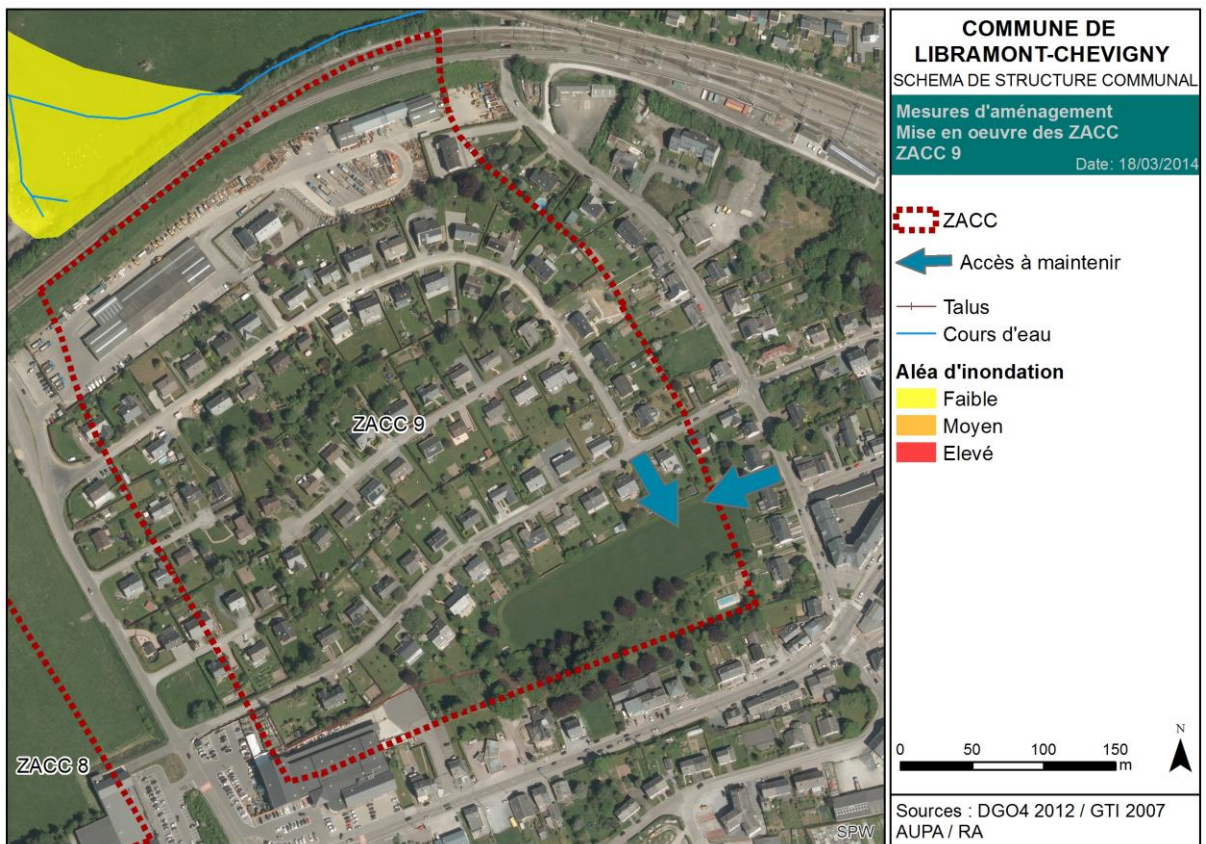 COMMUNE DE
LIBRAMONT-CHEVIGNY
SCHEMA DE STRUCTURE COMMUNAL
Mesures d'aménagement
Mise en oeuvre des ZACC
ZACC 9
Date: 18/03/2014
ZACC
Accès à maintenir
Talus
Cours d'eau
Aléa d'inondation
Faible
Moyen
Elevé
N
0 50 100 150
m
Sources : DGO4 2012 / GTI 2007
AUPA / RA
ZACC 9
ZACC 8
SPW